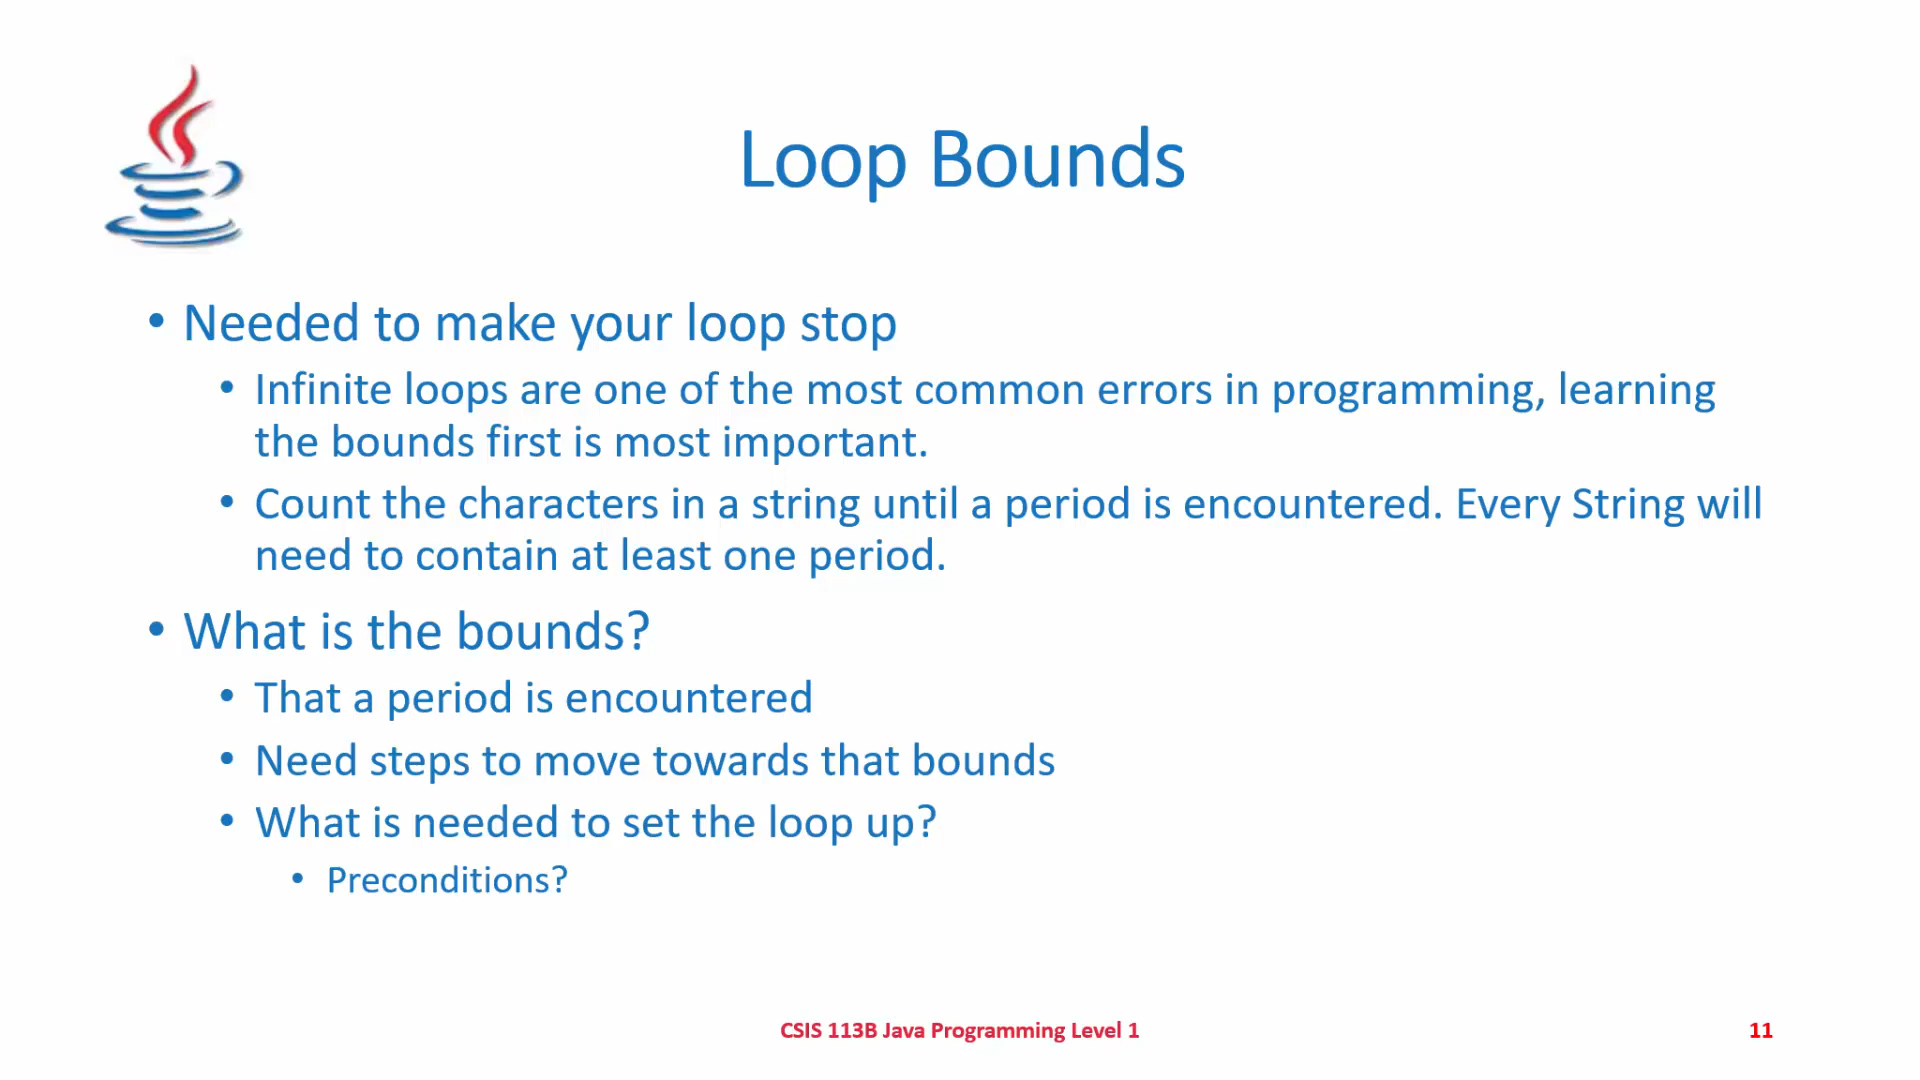 Loop Bounds
• Needed to make your loop stop
• Infinite loops are one of the most common errors in programming, learning
the bounds first is most important.
• Count the characters in a string until a period is encountered. Every String will
need to contain at least one period.
• What is the bounds?
• That a period is encountered
• Need steps to move towards that bounds
• What is needed to set the loop up?
• Preconditions?
CSIS 113B Java Programming Level 1
11